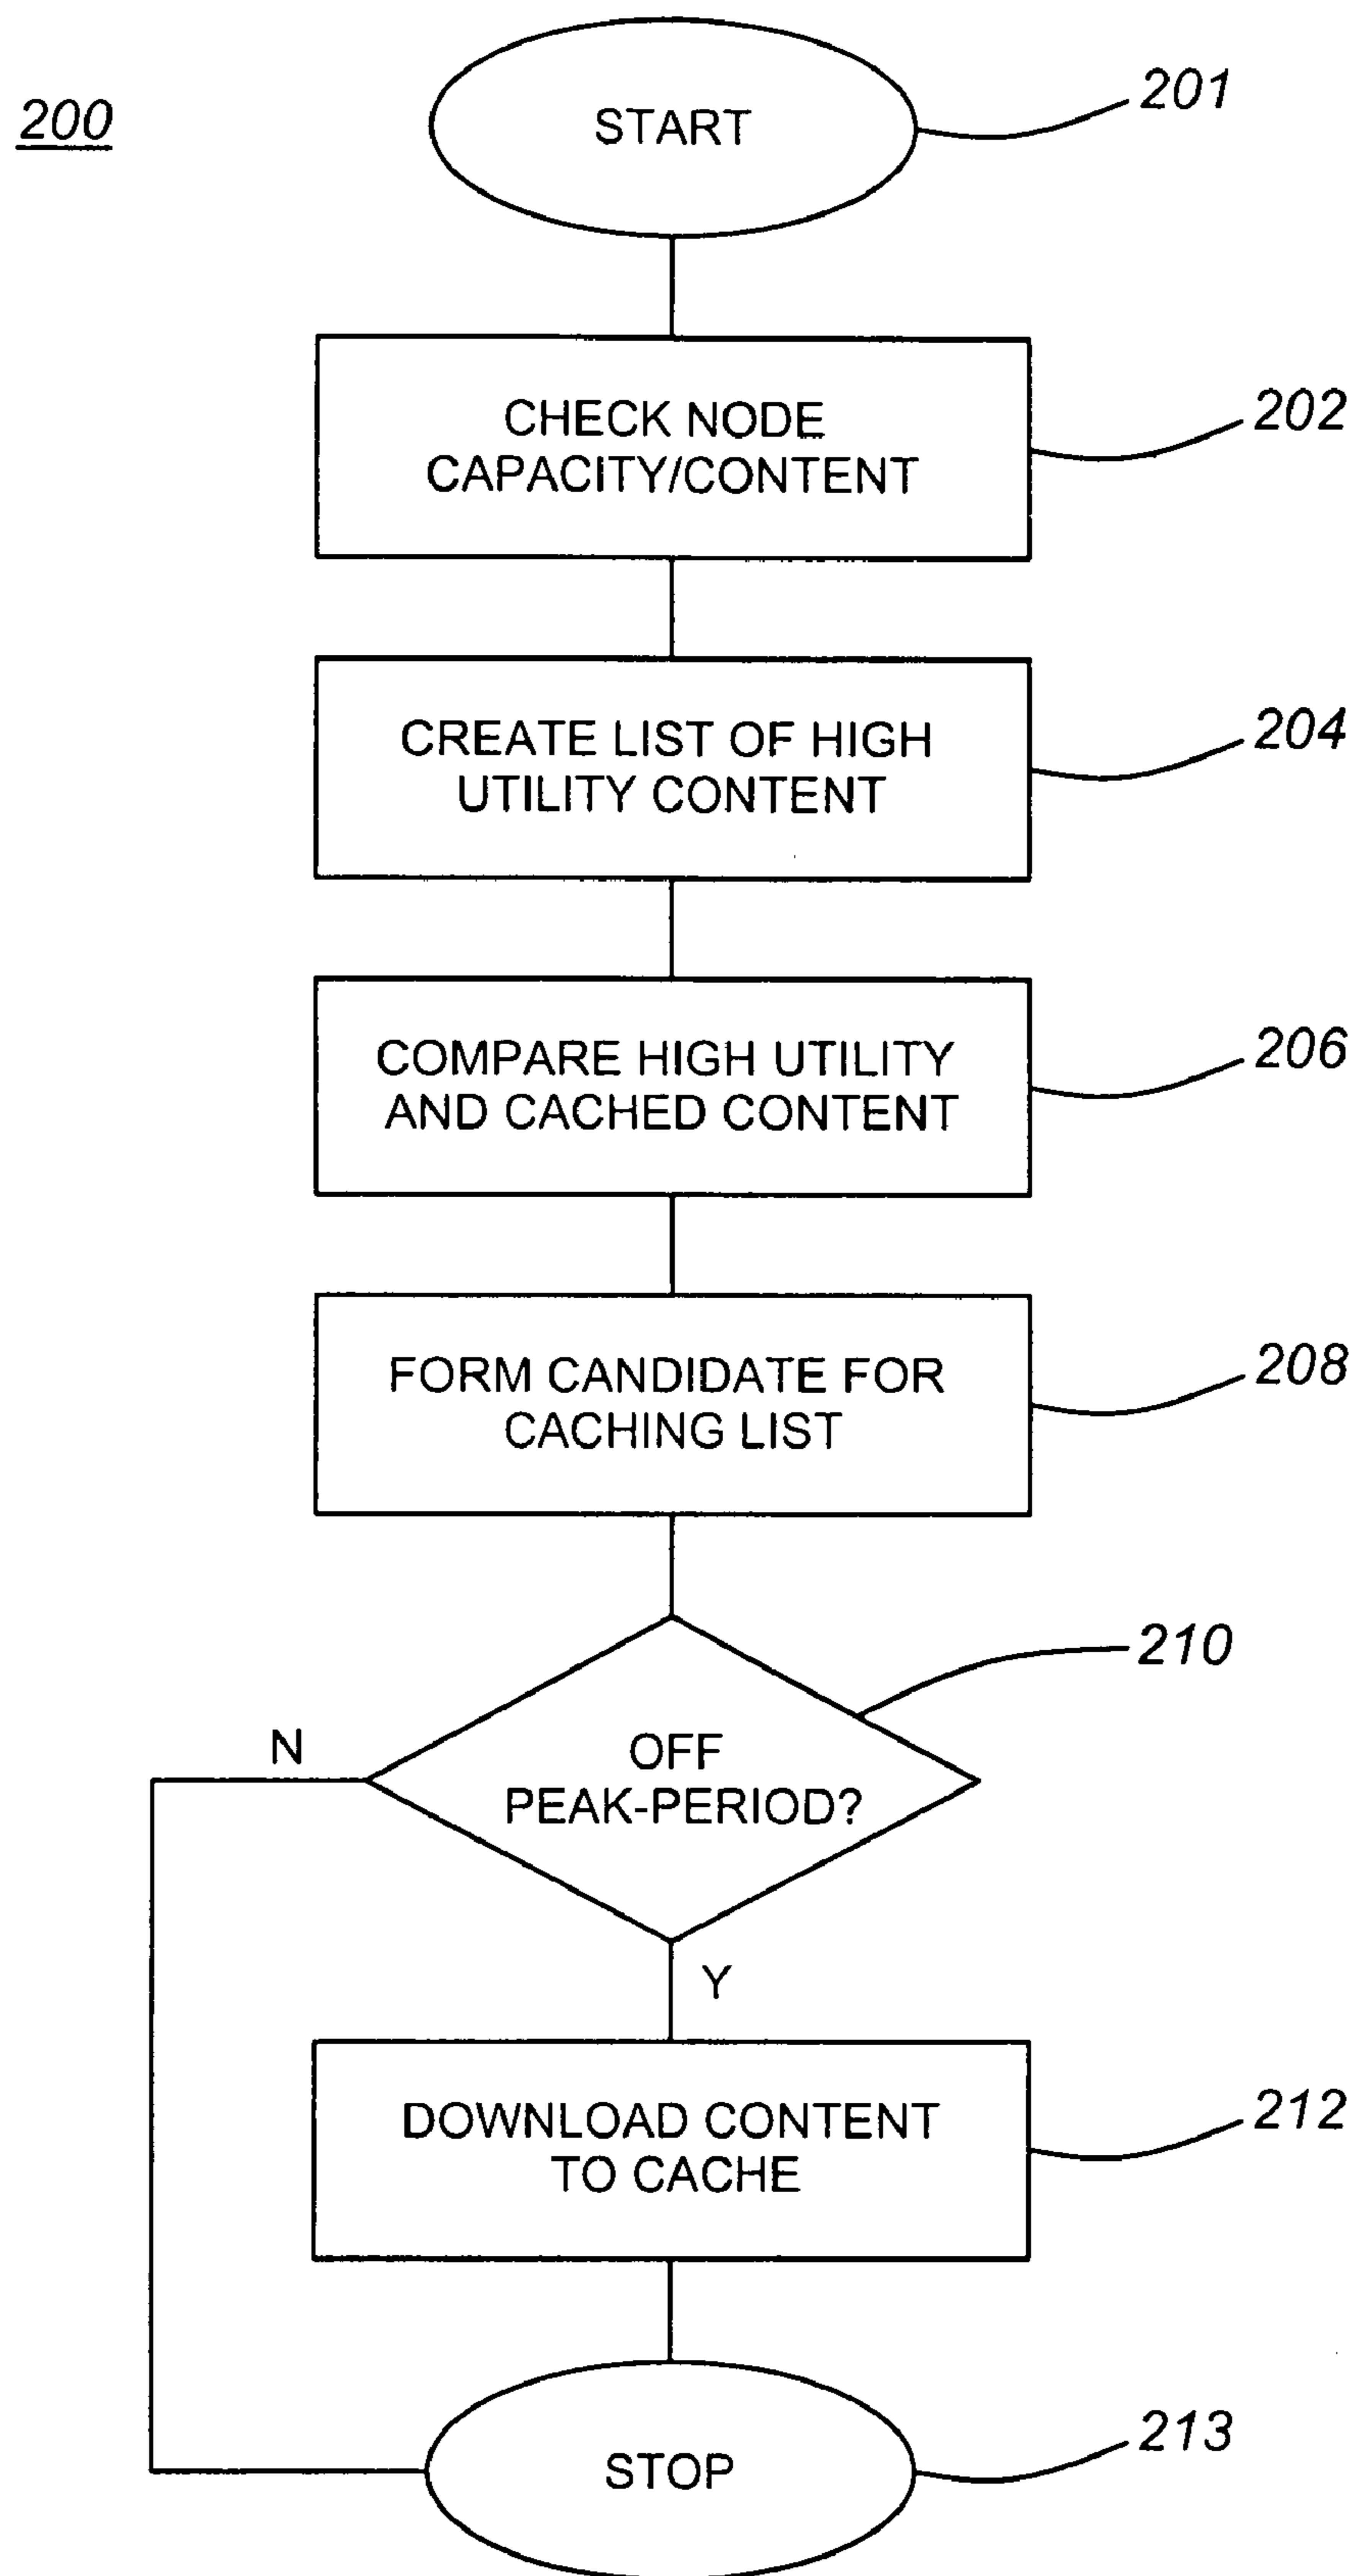 200
START
201
CHECK NODE
CAPACITY/CONTENT
202
CREATE LIST OF HIGH
UTILITY CONTENT
204
COMPARE HIGH UTILITY
AND CACHED CONTENT
206
FORM CANDIDATE FOR
CACHING LIST
208
OFF
PEAK-PERIOD?
210
N
Y
DOWNLOAD CONTENT
TO CACHE
212
STOP
213